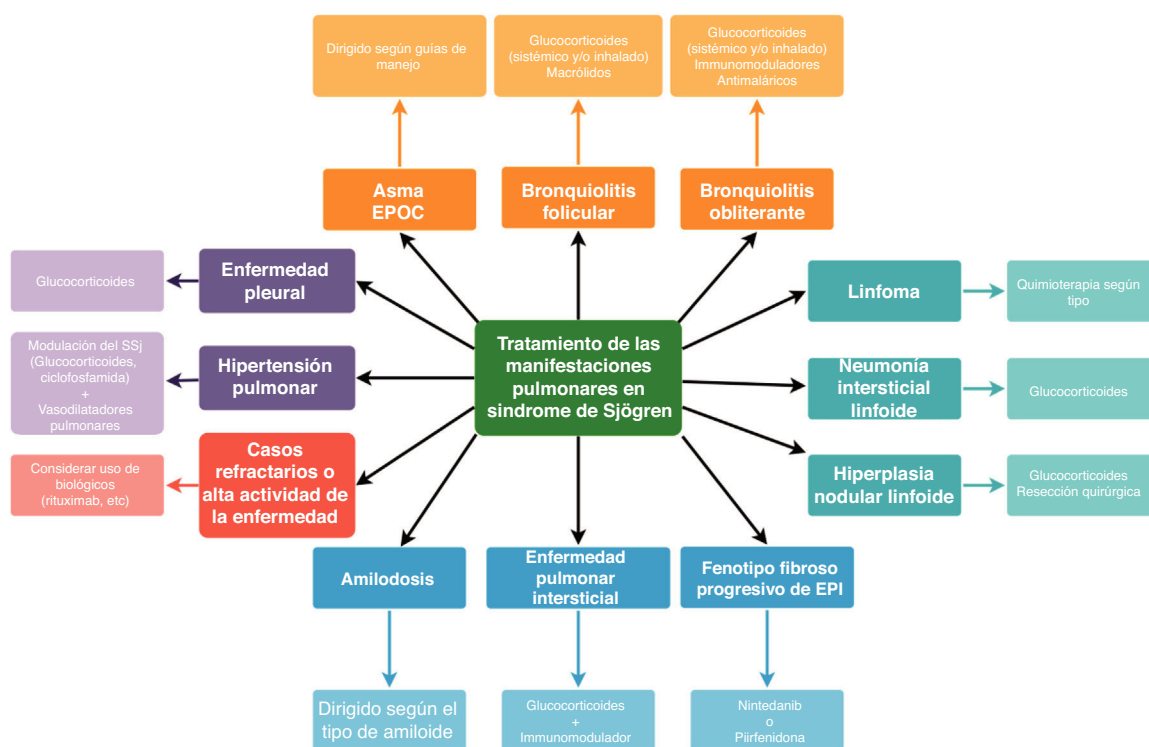 Dirigido según guías de
manejo
Glucocorticoides
(sistémico y/o inhalado)
Macrólidos
Glucocorticoides
(sistémico y/o inhalado)
Immunomoduladores
Antimaláricos
Asma
EPOC
Bronquiolitis
folicular
Bronquiolitis
obliterante
Glucocorticoides
Enfermedad
pleural
Linfoma
Quimioterapia según
tipo
Modulación del SSj
(Glucocorticoides,
ciclofosfamida)
+
Vasodilatadores
pulmonares
Hipertensión
pulmonar
Tratamiento de las
manifestaciones
pulmonares en
sindrome de Sjögren
Neumonía
intersticial
linfoide
Glucocorticoides
Considerar uso de
biológicos
(rituximab, etc)
Casos
refractarios o
alta actividad de
la enfermedad
Hiperplasia
nodular linfoide
Glucocorticoides
Resección quirúrgica
Amilodosis
Enfermedad
pulmonar
intersticial
Fenotipo fibroso
progresivo de EPI
Dirigido según el
tipo de amiloide
Glucocorticoides
+
Immunomodulador
Nintedanib
o
Piirfenidona